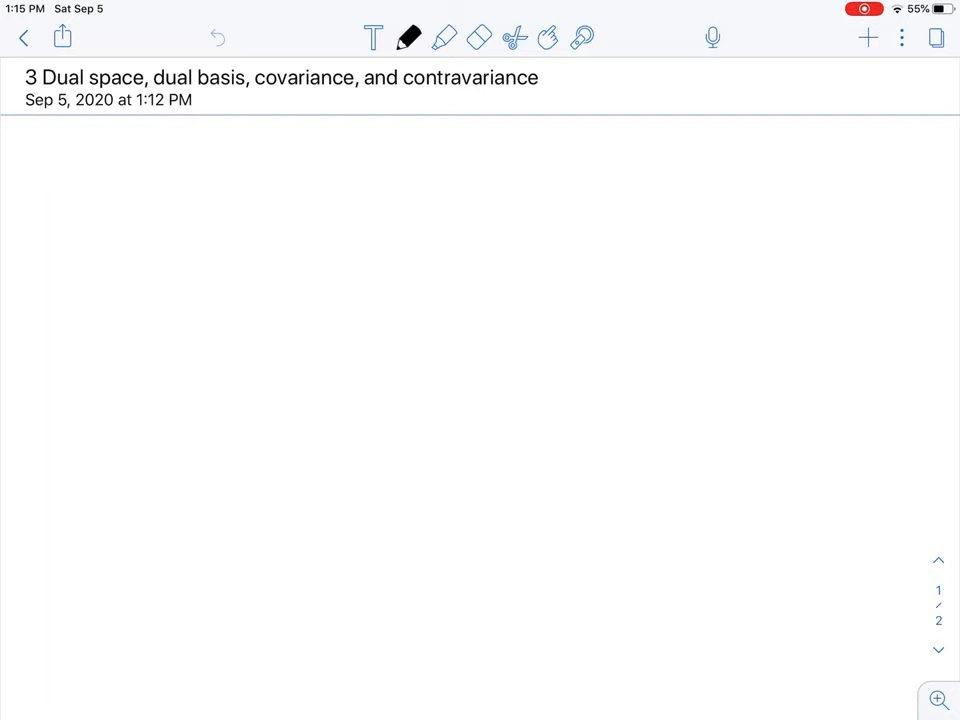 1:15 PM Sat Sep 5
55%
3 Dual space, dual basis, covariance, and contravariance
Sep 5, 2020 at 1:12 PM
1
/
2